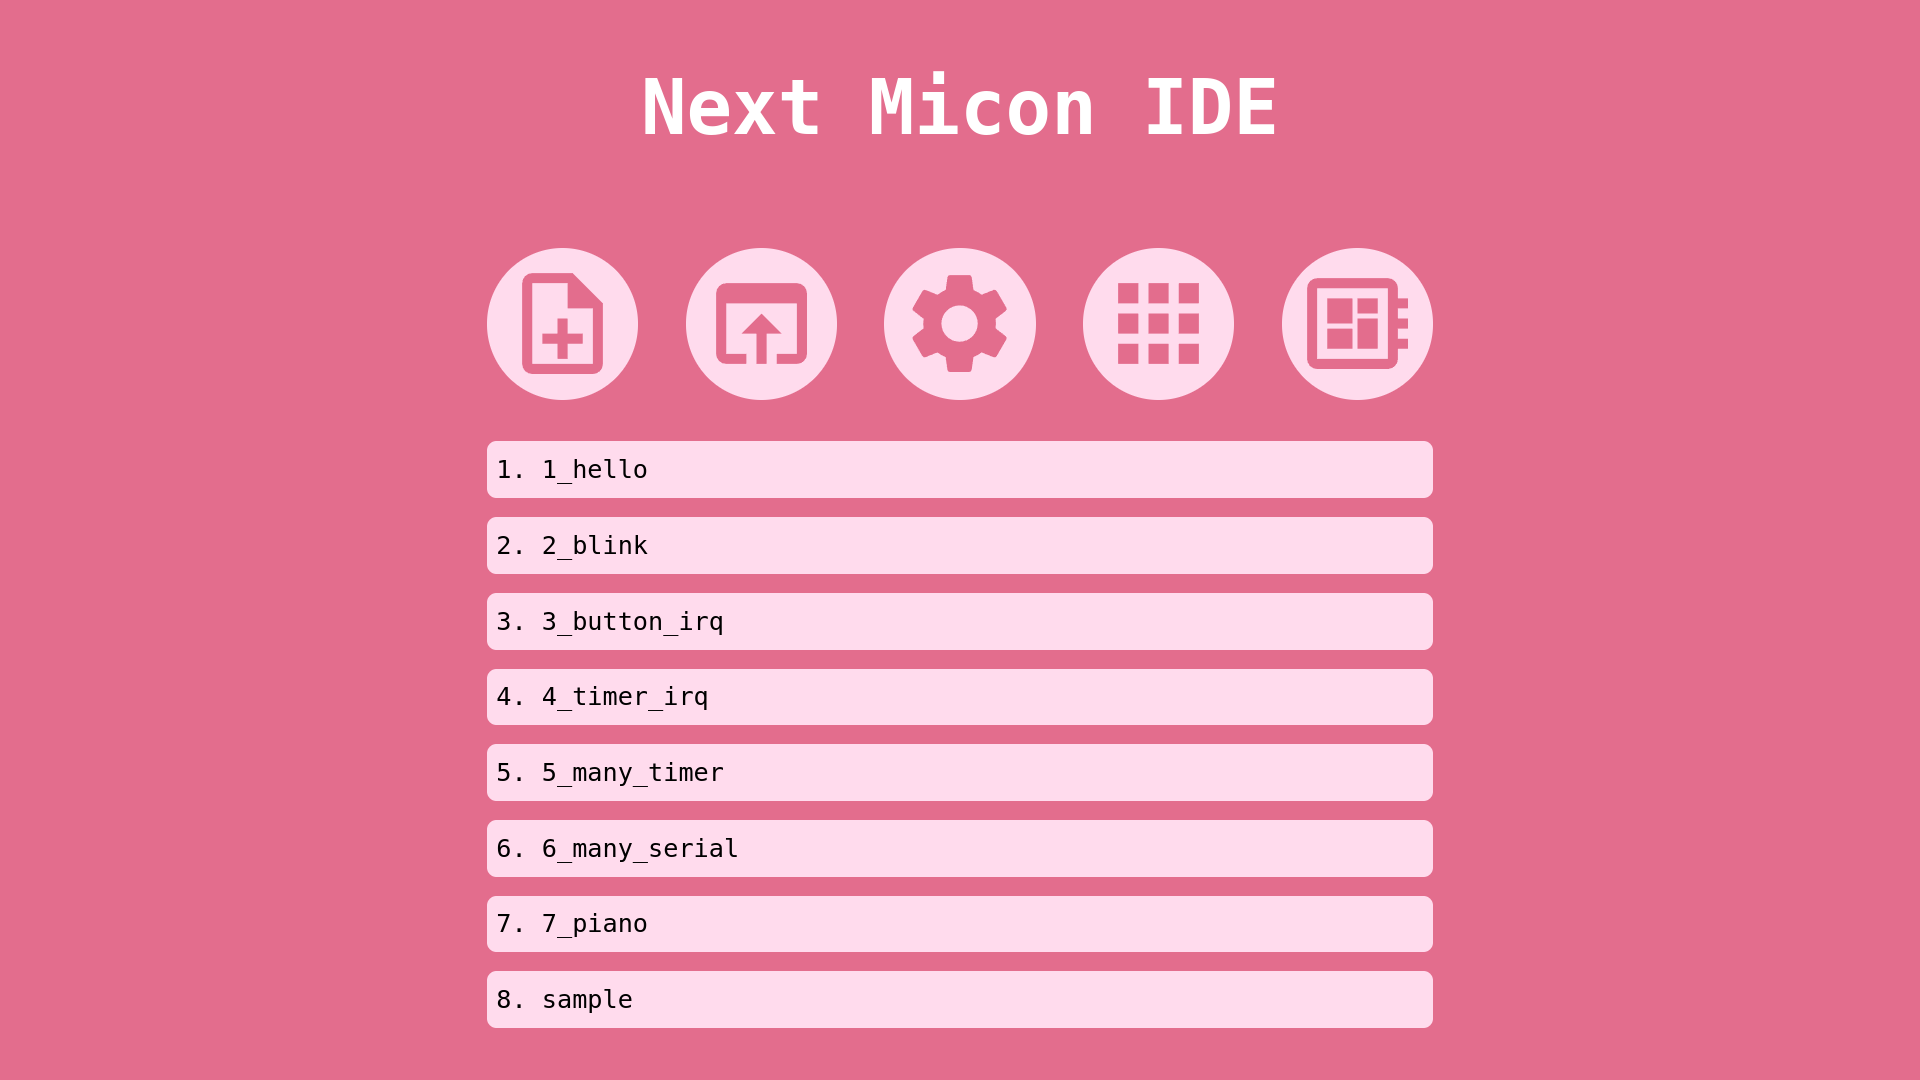 Next Micon IDE
1. 1_hello
2. 2_blink
3. 3_button_irq
4. 4_timer_irq
5. 5_many_timer
6. 6_many_serial
7. 7_piano
8. sample